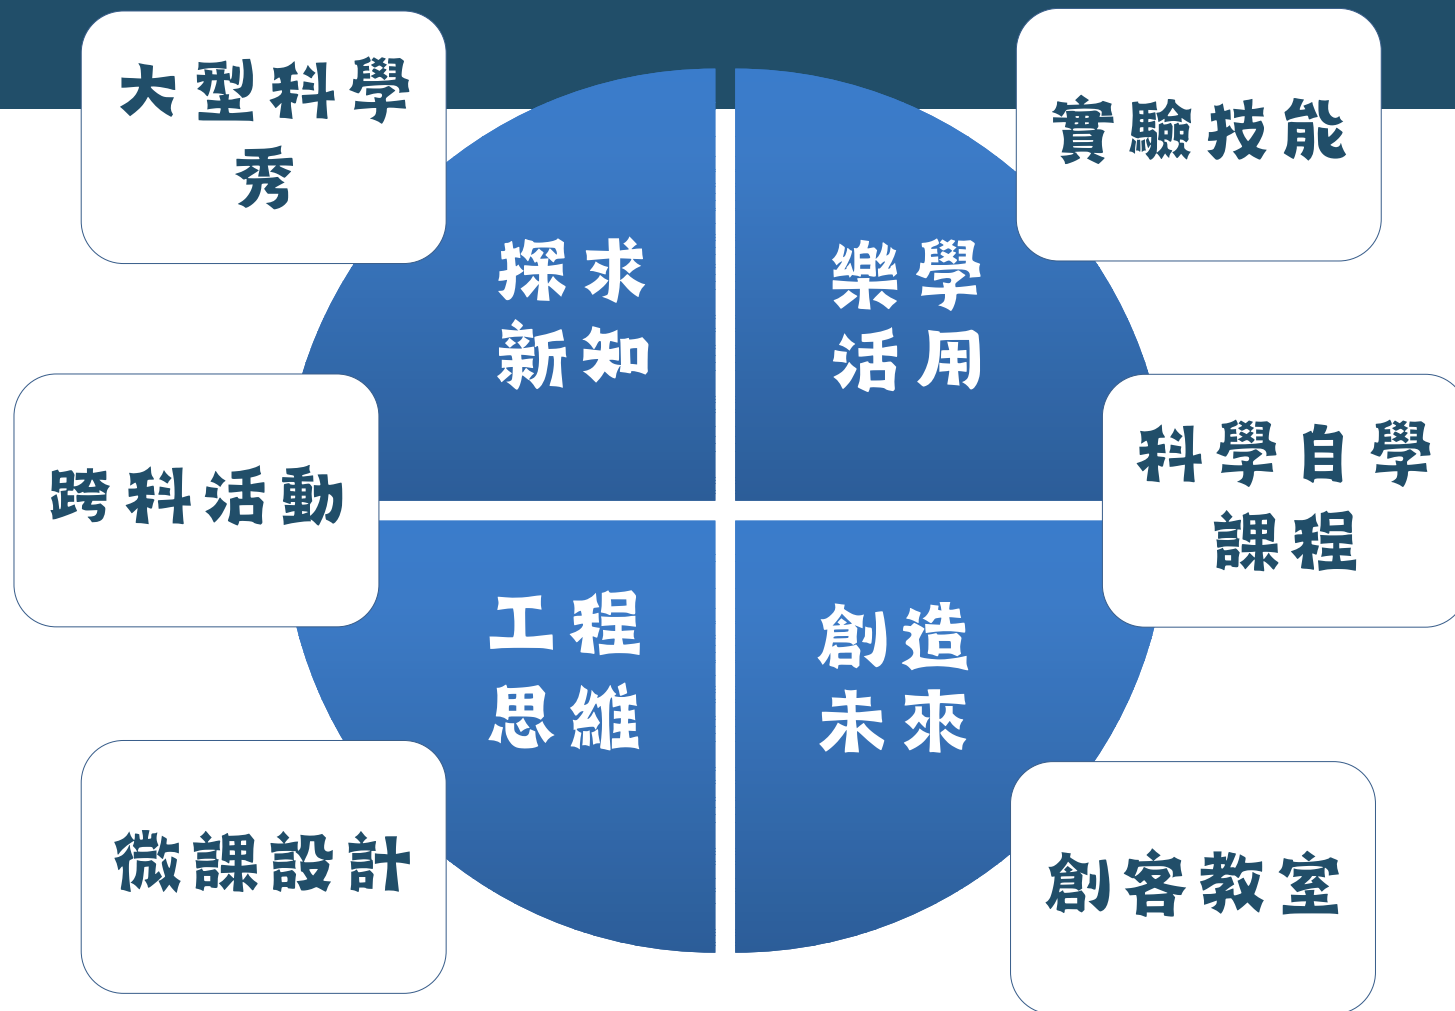 大型科學
秀
實驗技能
探求
新知
樂學
活用
跨科活動
科學自學
課程
工程
思維
創造
未來
微課設計
創客教室